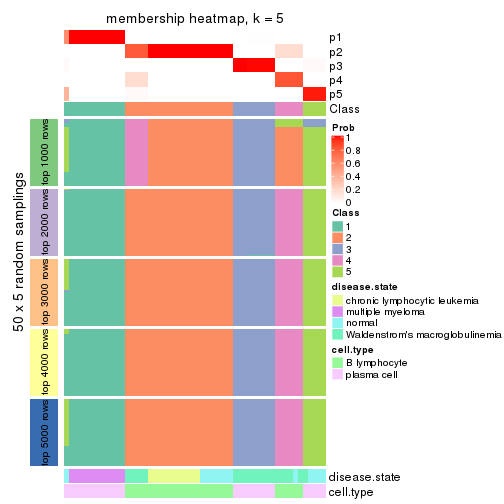 membership heatmap, k = 5
p1
p2
p3
p4
p5
Class
50 x 5 random samplings
top 1000 rows
top 2000 rows
top 3000 rows
top 4000 rows
top 5000 rows
Prob
1
0.8
0.6
0.4
0.2
0
Class
1
2
3
4
5
disease.state
chronic lymphocytic leukemia
multiple myeloma
normal
Waldenstrom's macroglobulinemia
cell.type
B lymphocyte
plasma cell
disease.state
cell.type